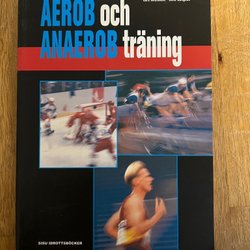 AEROB och
ANAEROB träning
SISU IDROTTSBÖCKER